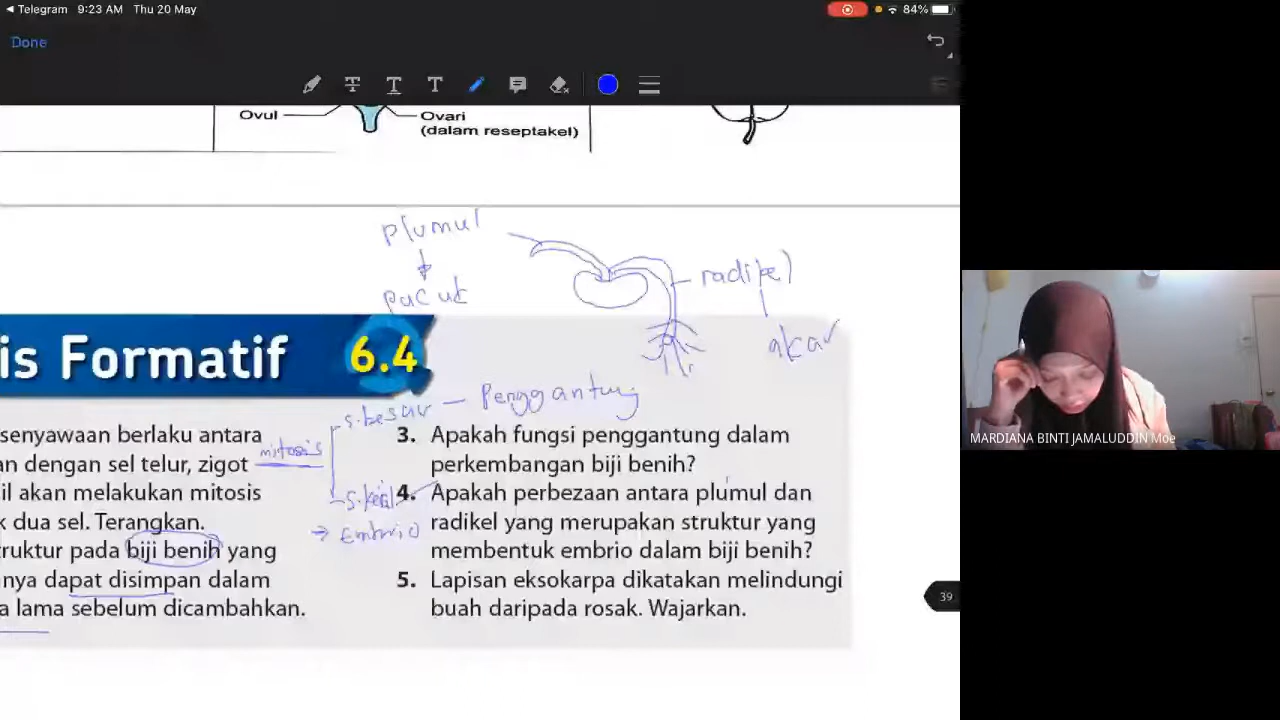 Telegram 9:23 AM Thu 20 May
84%
Done
T T T
Ovul
Ovari
(dalam reseptakel)
plumul
pucuk
radikel
akar
is Formatif 6.4
s.besar — Penggantung
mitosis
s.kecil
→ Embrio
senyawaan berlaku antara
an dengan sel telur, zigot
il akan melakukan mitosis
k dua sel. Terangkan.
truktur pada biji benih yang
nya dapat disimpan dalam
a lama sebelum dicambahkan.
3. Apakah fungsi penggantung dalam
perkembangan biji benih?
4. Apakah perbezaan antara plumul dan
radikel yang merupakan struktur yang
membentuk embrio dalam biji benih?
5. Lapisan eksokarpa dikatakan melindungi
buah daripada rosak. Wajarkan.
39
MARDIANA BINTI JAMALUDDIN Moe